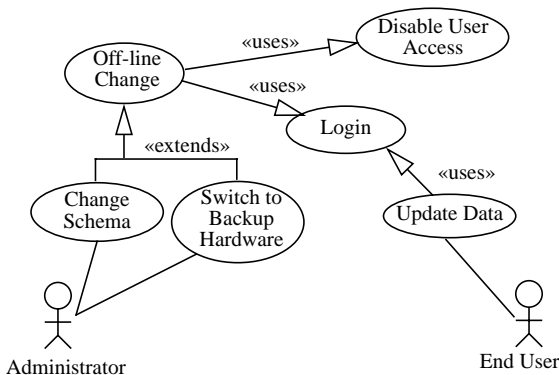 «uses»
Disable User
Access
Off-line
Change
«uses»
Login
«extends»
«uses»
Change
Schema
Switch to
Backup
Hardware
Update Data
Administrator
End User